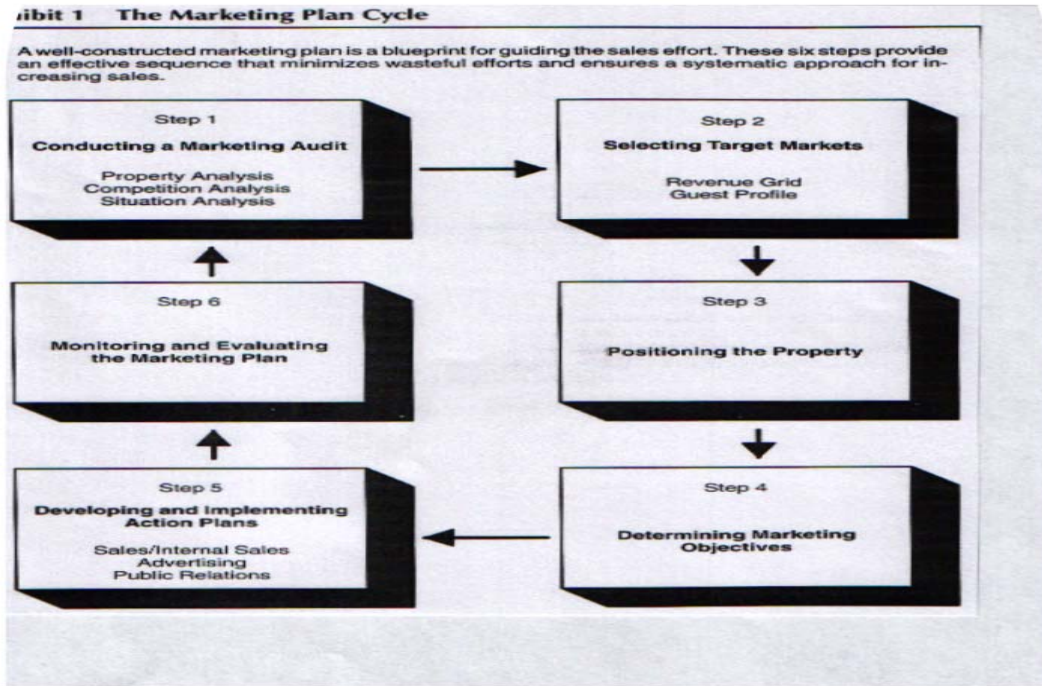 ibit 1 The Marketing Plan Cycle
A well-constructed marketing plan is a blueprint for guiding the sales effort. These six steps provide
an effective sequence that minimizes wasteful efforts and ensures a systematic approach for in-
creasing sales.
Step 1
Conducting a Marketing Audit
Property Analysis
Competition Analysis
Situation Analysis
Step 2
Selecting Target Markets
Revenue Grid
Guest Profile
Step 3
Positioning the Property
Step 4
Determining Marketing
Objectives
Step 5
Developing and Implementing
Action Plans
Sales/Internal Sales
Advertising
Public Relations
Step 6
Monitoring and Evaluating
the Marketing Plan